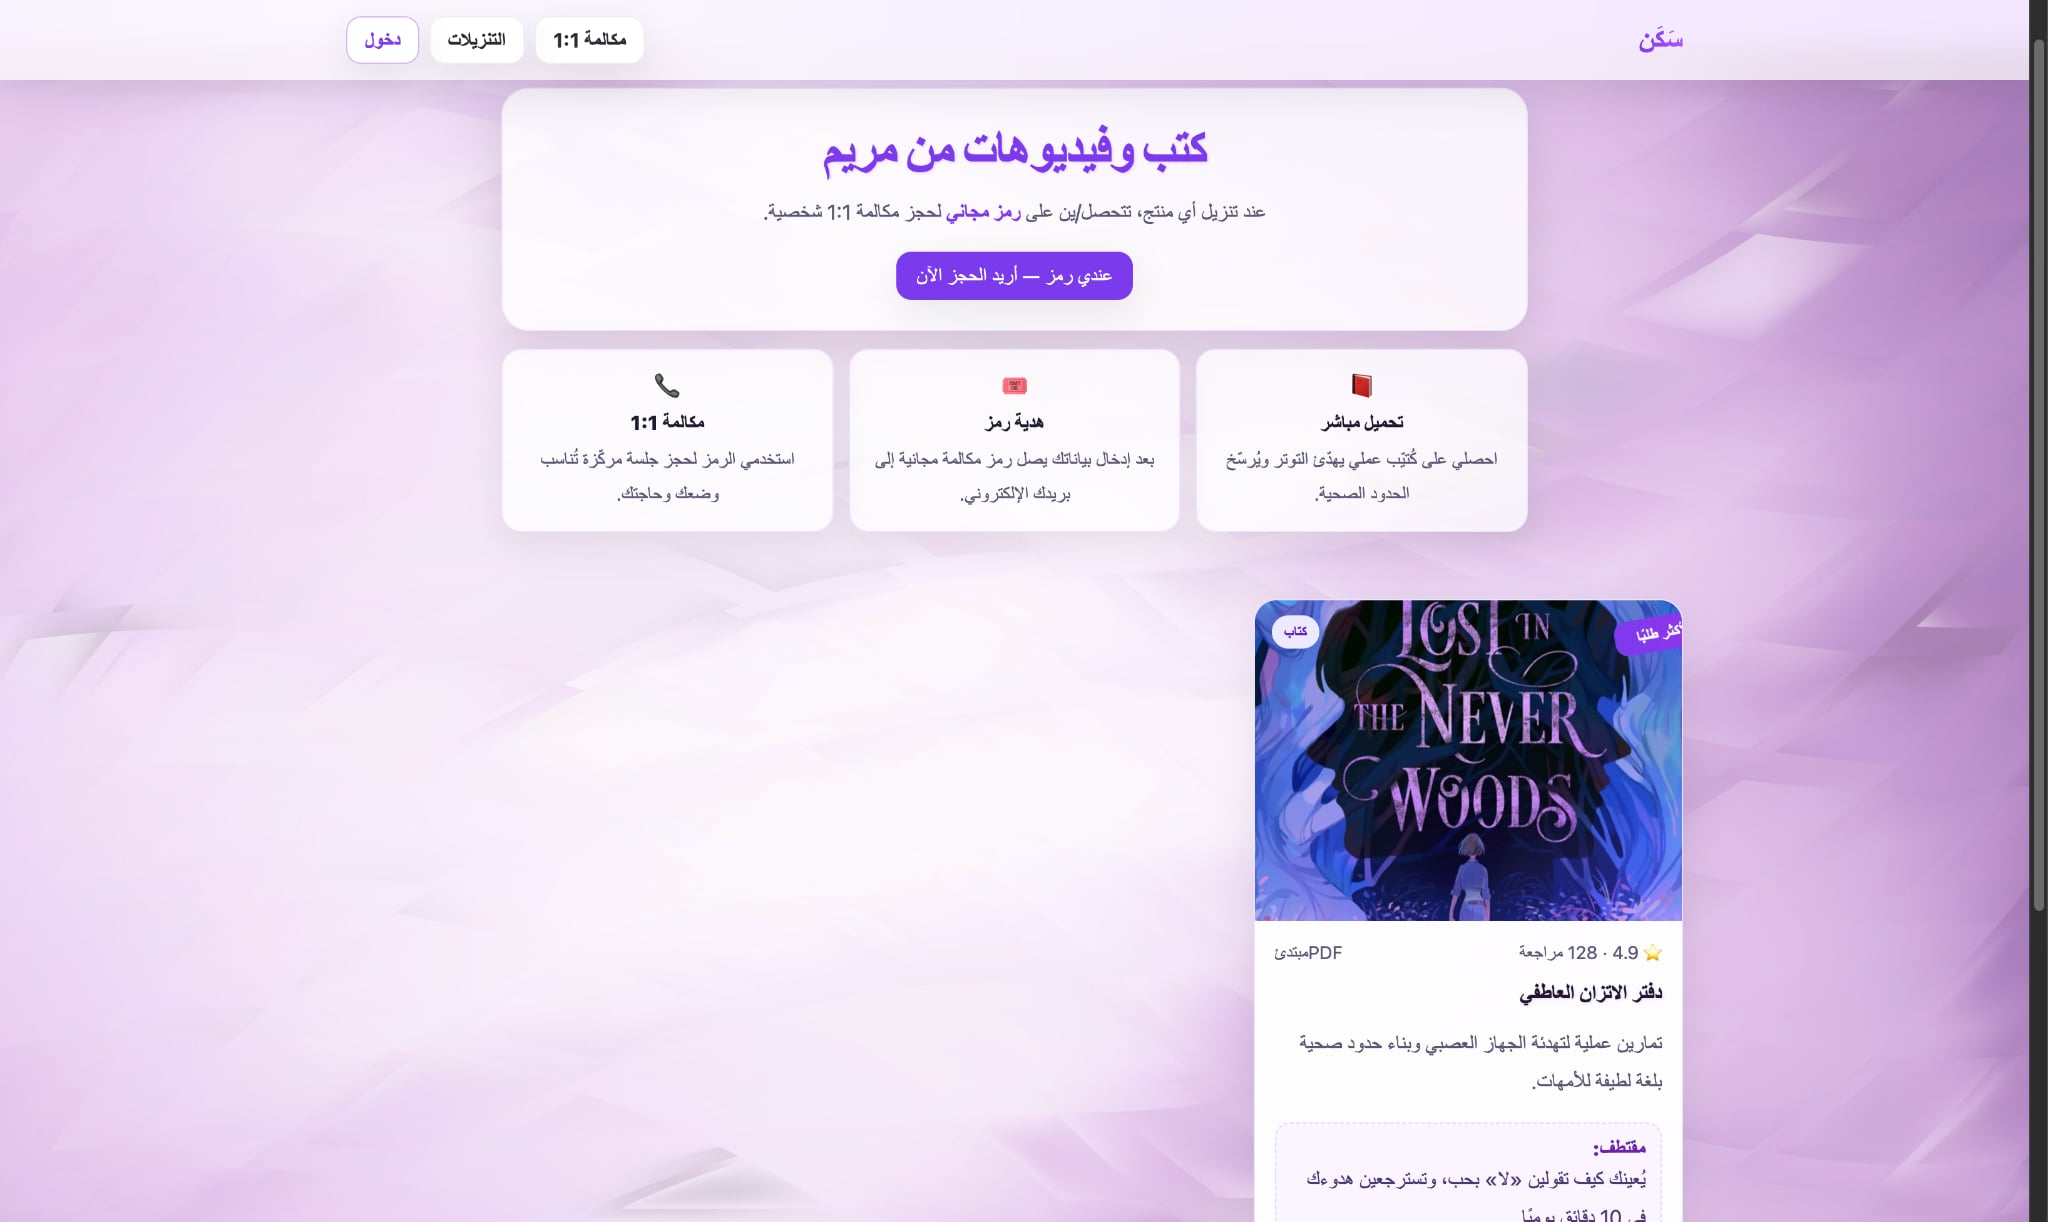 سَكَن
مكالمة 1:1
التنزيلات
دخول
كتب وفيديوهات من مريم
عند تنزيل أي منتج، تتحصل/ين على رمز مجاني لحجز مكالمة 1:1 شخصية.
عندي رمز — أريد الحجز الآن
تحميل مباشر
احصلي على كُتيّب عملي يهدّئ التوتر ويُرسّخ
الحدود الصحية.
هدية رمز
بعد إدخال بياناتك يصل رمز مكالمة مجانية إلى
بريدك الإلكتروني.
مكالمة 1:1
استخدمي الرمز لحجز جلسة مركّزة تُناسب
وضعك وحاجتك.
طلبًا
كتاب
LOST IN
THE NEVER
WOODS
4.9 · 128 مراجعة
PDFمبتدئ
دفتر الاتزان العاطفي
تمارين عملية لتهدئة الجهاز العصبي وبناء حدود صحية
بلغة لطيفة للأمهات.
مقتطف:
يُعينك كيف تقولين «لا» بحب، وتسترجعين هدوءك
في 10 دقائق يوميًا